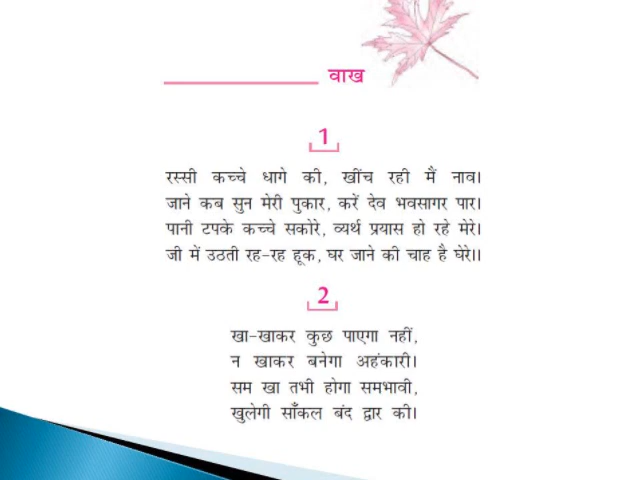 वाख
1
रस्सी कच्चे धागे की, खींच रही मैं नाव।
जाने कब सुन मेरी पुकार, करें देव भवसागर पार।
पानी टपके कच्चे सकोरे, व्यर्थ प्रयास हो रहे मेरे।
जी में उठती रह-रह हूक, घर जाने की चाह है घेरे॥
2
खा-खाकर कुछ पाएगा नहीं,
न खाकर बनेगा अहंकारी।
सम खा तभी होगा समभावी,
खुलेगी साँकल बंद द्वार की।